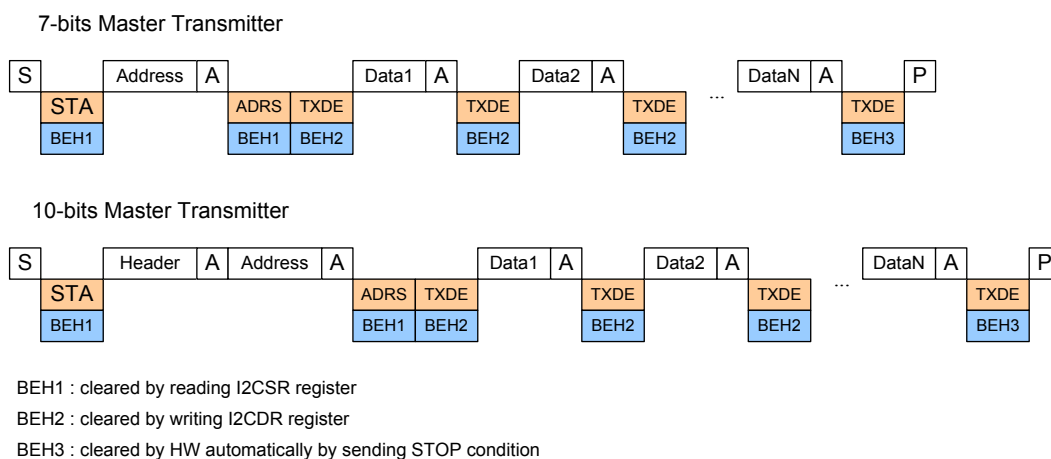 7-bits Master Transmitter
S Address A Data1 A Data2 A DataN A P
STA ADRS TXDE TXDE TXDE ... TXDE
BEH1 BEH1 BEH2 BEH2 BEH2 BEH3
10-bits Master Transmitter
S Header A Address A Data1 A Data2 A DataN A P
STA ADRS TXDE TXDE TXDE ... TXDE
BEH1 BEH1 BEH2 BEH2 BEH2 BEH3
BEH1 : cleared by reading I2CSR register
BEH2 : cleared by writing I2CDR register
BEH3 : cleared by HW automatically by sending STOP condition